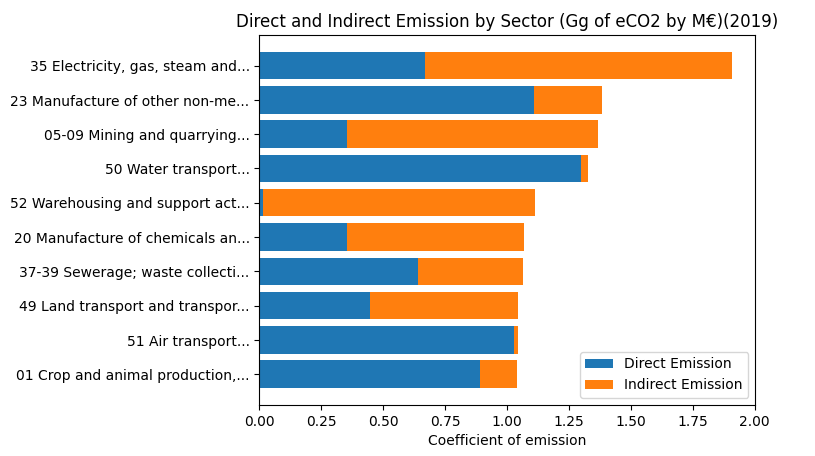 Direct and Indirect Emission by Sector (Gg of eCO2 by M€)(2019)
35 Electricity, gas, steam and...
23 Manufacture of other non-me...
05-09 Mining and quarrying...
50 Water transport...
52 Warehousing and support act...
20 Manufacture of chemicals an...
37-39 Sewerage; waste collecti...
49 Land transport and transpor...
51 Air transport...
01 Crop and animal production,...
Direct Emission
Indirect Emission
0.00 0.25 0.50 0.75 1.00 1.25 1.50 1.75 2.00
Coefficient of emission